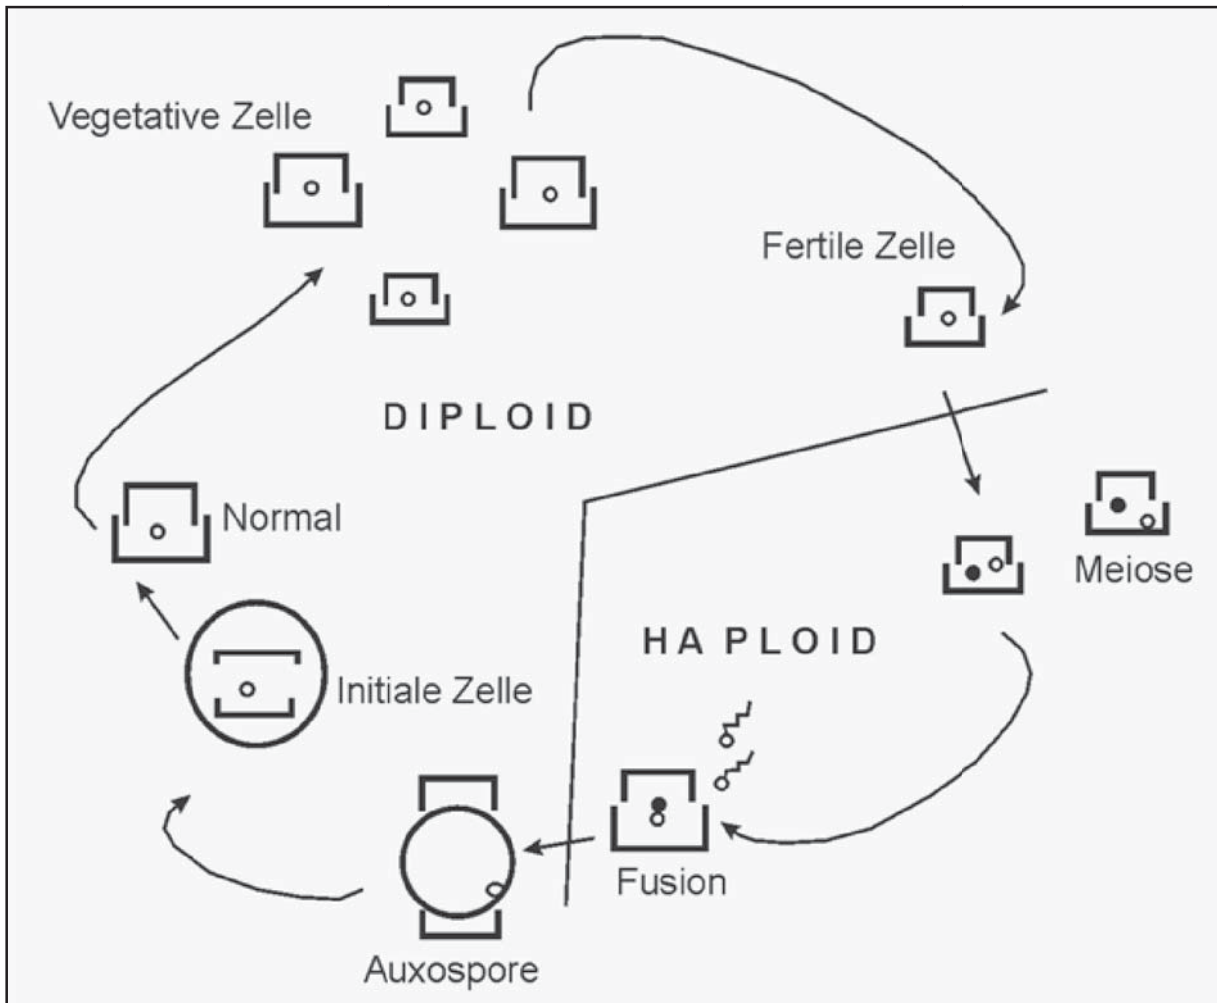 Vegetative Zelle
Fertile Zelle
DIPLOID
Normal
Meiose
HA PLOID
Initiale Zelle
Fusion
Auxospore